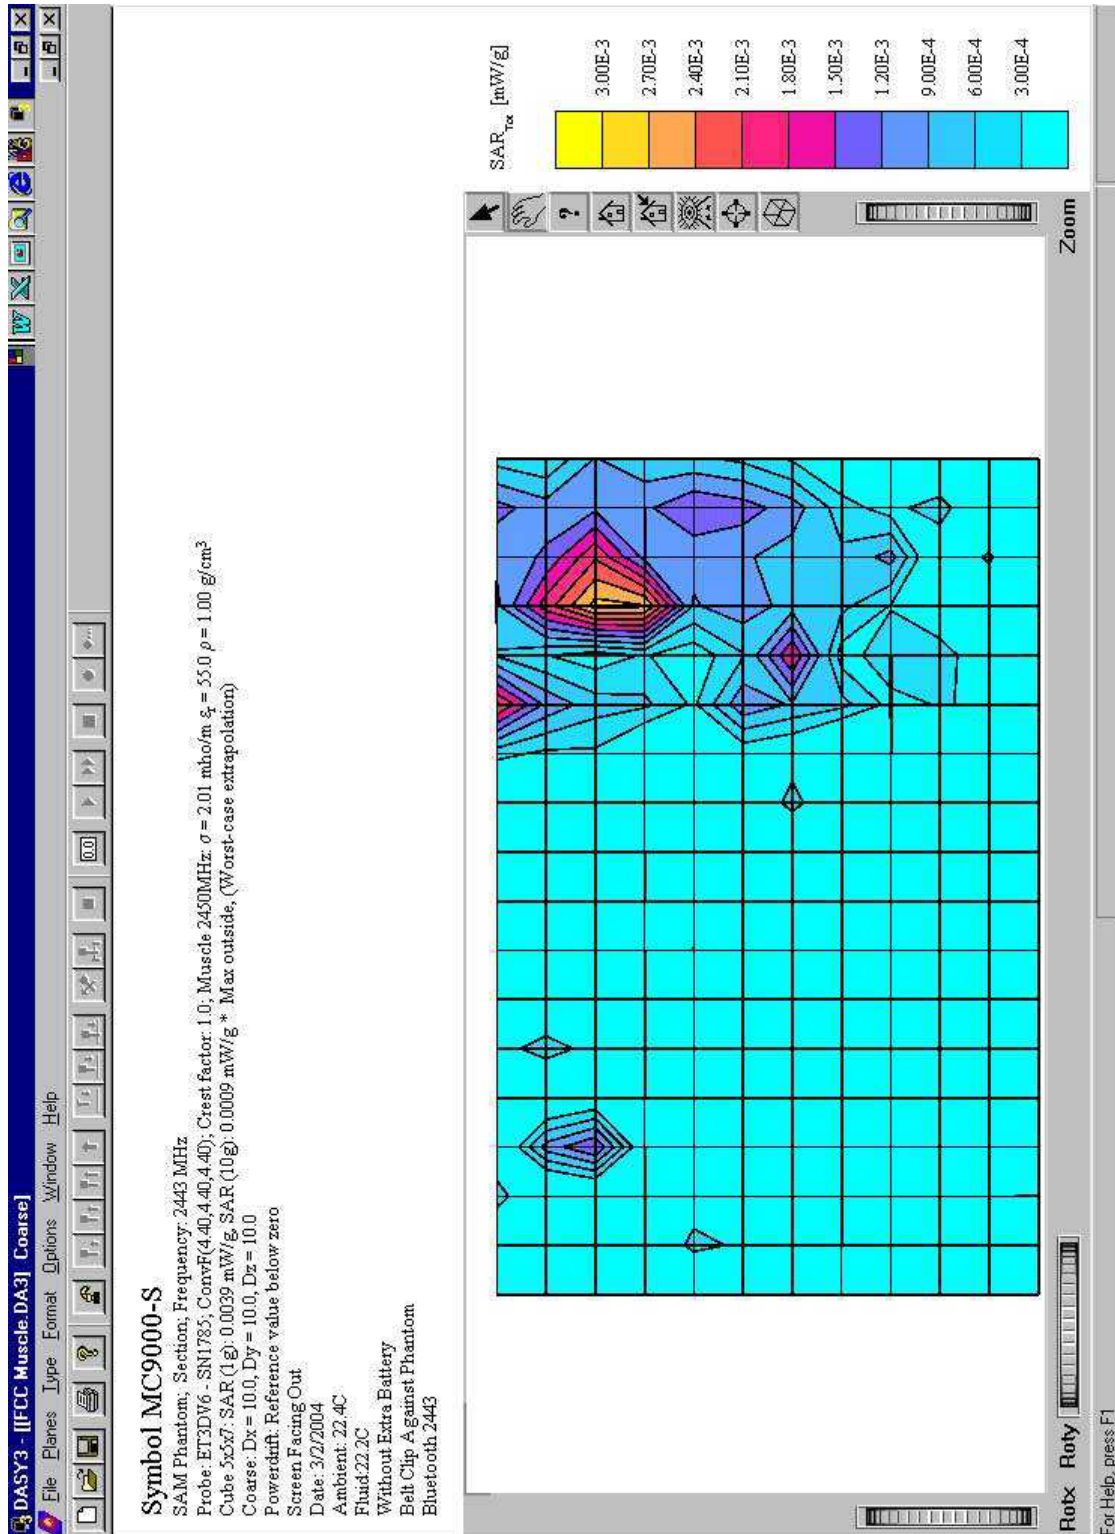 DASY3 - [[FCC Muscle.DA3] Coarse]
File Planes Type Format Options Window Help
0.0
Symbol MC9000-S
SAM Phantom; Section; Frequency: 2443 MHz
Probe: ET3DV6 - SN1785; ConvF(4.40,4.40,4.40); Crest factor: 1.0; Muscle 2450MHz: σ = 2.01 mho/m εr = 55.0 ρ = 1.00 g/cm³
Cube 5x5x7: SAR (1g): 0.0039 mW/g, SAR (10g): 0.0009 mW/g * Max outside, (Worst-case extrapolation)
Coarse: Dx = 10.0, Dy = 10.0, Dz = 10.0
Powerdrift: Reference value below zero
Screen Facing Out
Date: 3/2/2004
Ambient: 22.4C
Fluid:22.2C
Without Extra Battery
Belt Clip Against Phantom
Bluetooth 2443
SAR Tot [mW/g]
3.00E-3
2.70E-3
2.40E-3
2.10E-3
1.80E-3
1.50E-3
1.20E-3
9.00E-4
6.00E-4
3.00E-4
Rotx Roty Zoom
For Help, press F1